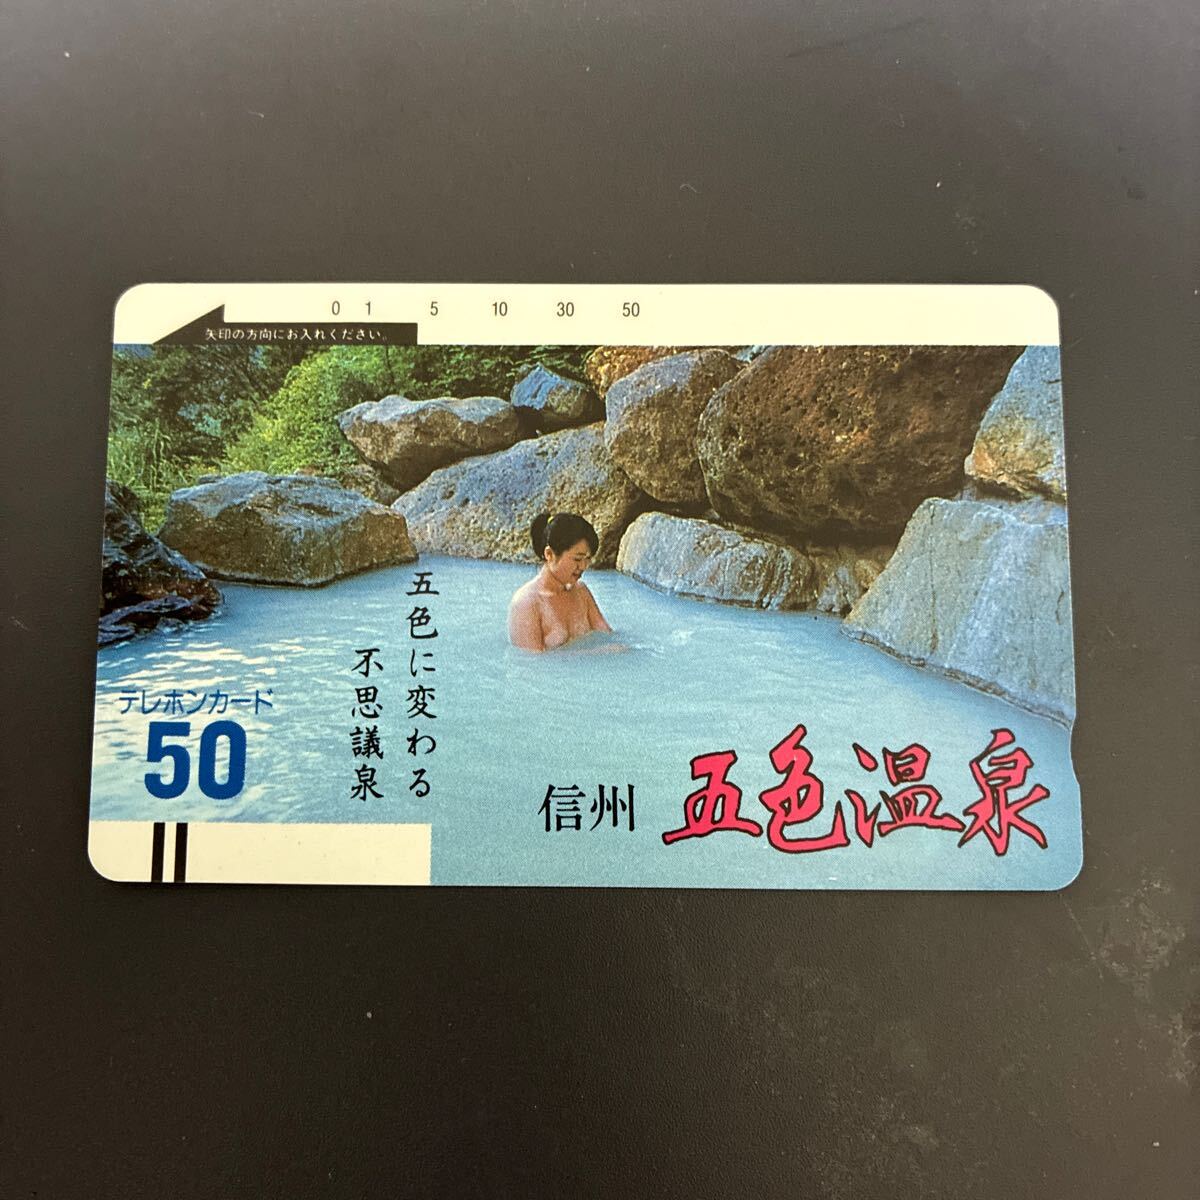 0 1 5 10 30 50
矢印の方向にお入れください。
五色に変わる
不思議泉
テレホンカード
50
信州 五色温泉